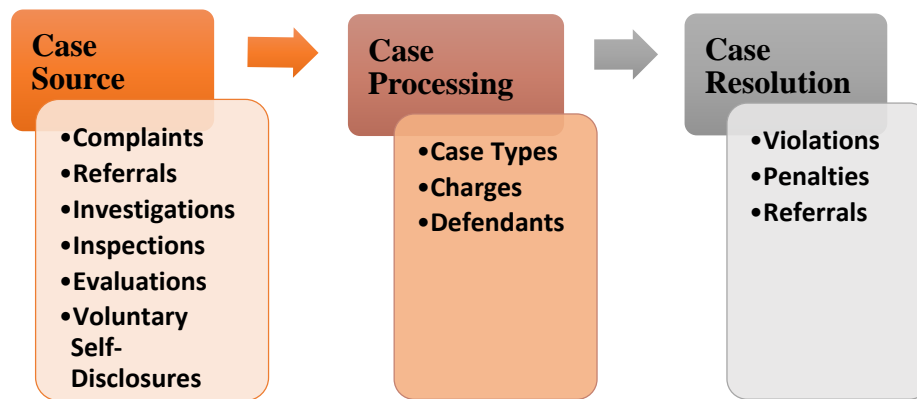 Case
Source
•Complaints
•Referrals
•Investigations
•Inspections
•Evaluations
•Voluntary
Self-
Disclosures
Case
Processing
•Case Types
•Charges
•Defendants
Case
Resolution
•Violations
•Penalties
•Referrals